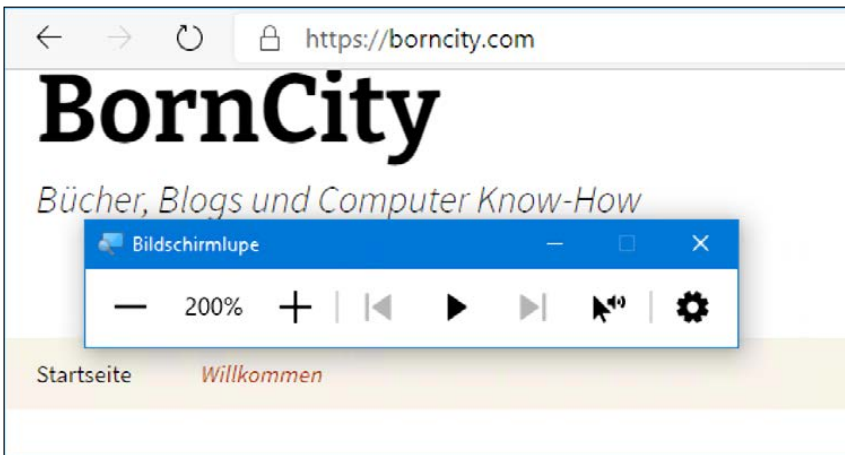 https://borncity.com
BornCity
Bücher, Blogs und Computer Know-How
Bildschirmlupe
200%
Startseite Willkommen